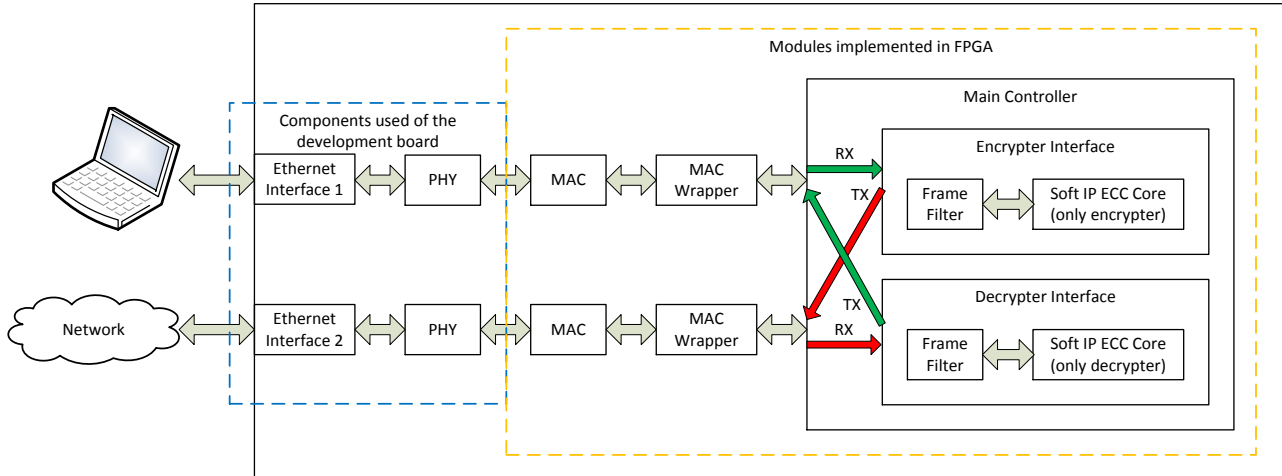 Modules implemented in FPGA
Main Controller
Components used of the
development board
Ethernet
Interface 1
PHY
MAC
MAC
Wrapper
RX
TX
Encrypter Interface
Frame
Filter
Soft IP ECC Core
(only encrypter)
Network
Ethernet
Interface 2
PHY
MAC
MAC
Wrapper
TX
RX
Decrypter Interface
Frame
Filter
Soft IP ECC Core
(only decrypter)